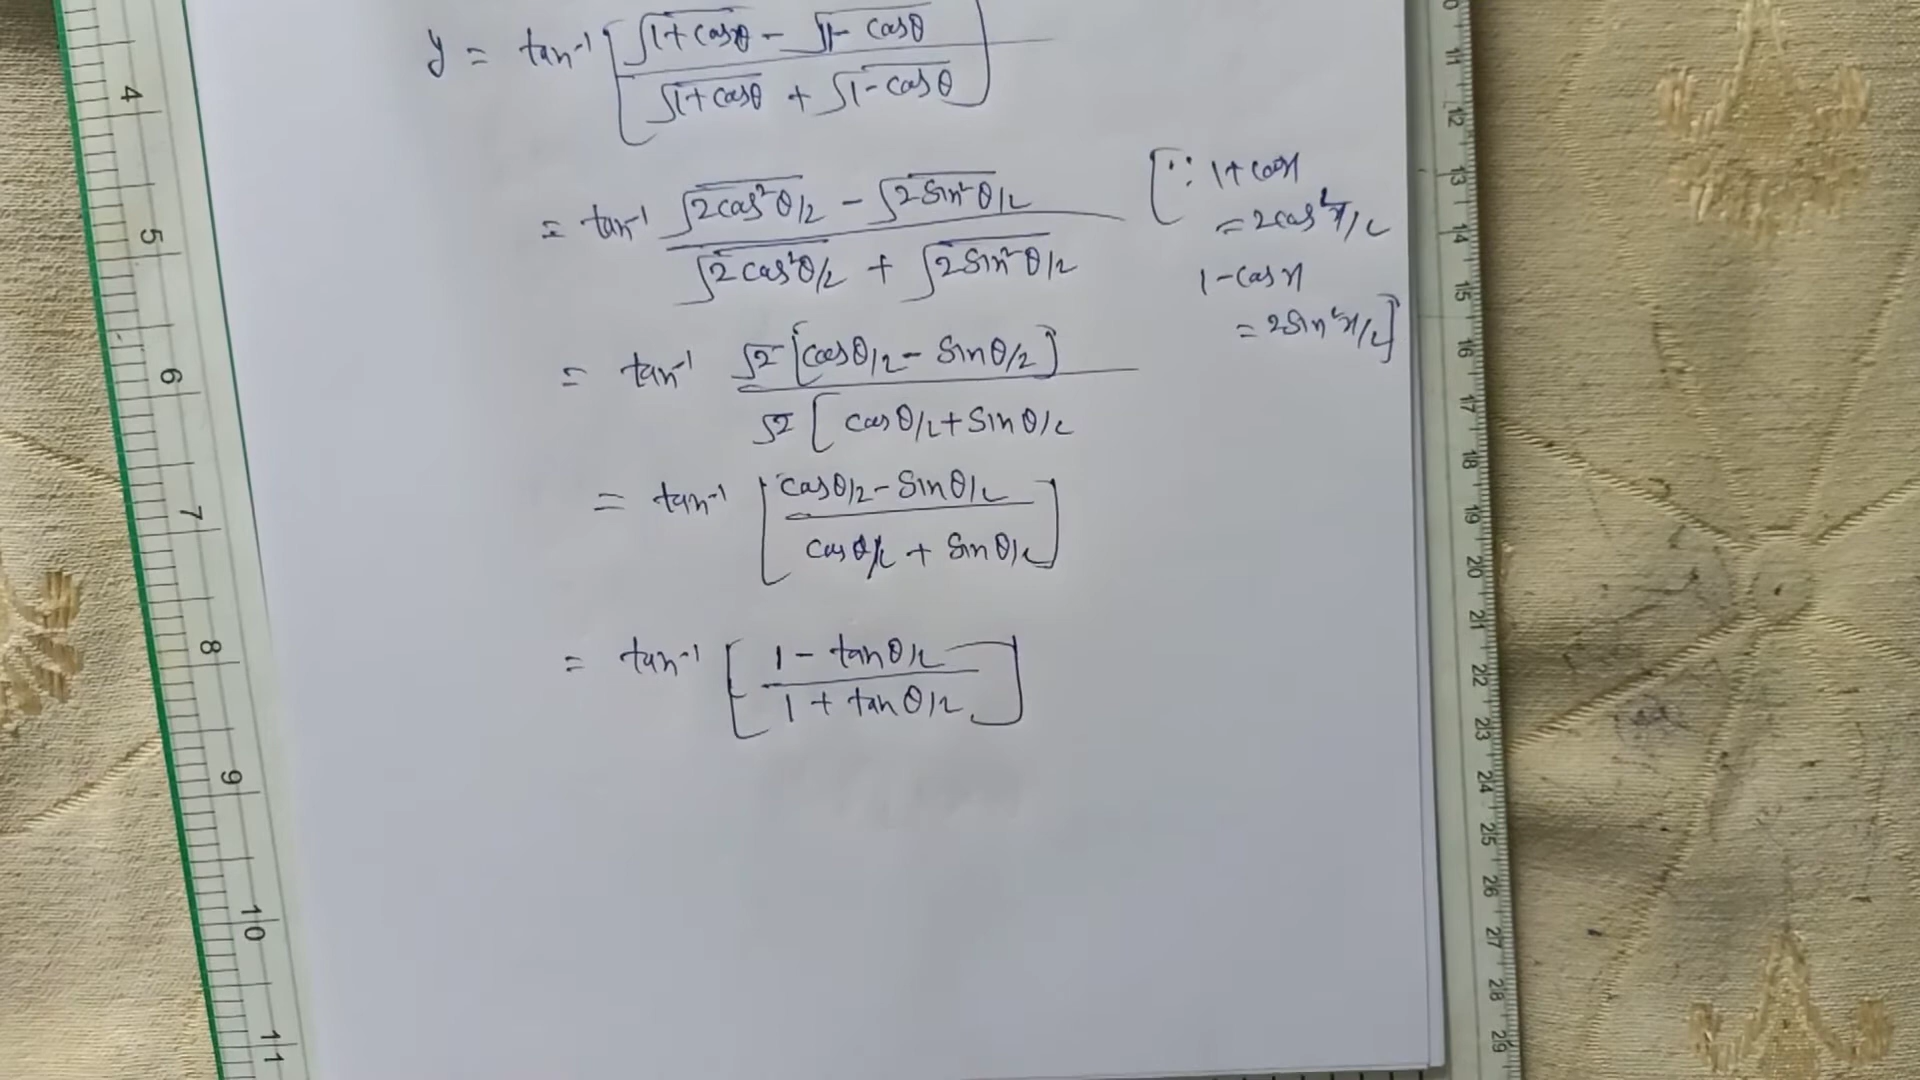 y = tan⁻¹ [ √1+cosθ − √1− cosθ
√1+cosθ + √1−cosθ ]
= tan⁻¹ √2cos²θ/2 − √2Sin²θ/2
√2cos²θ/2 + √2Sin²θ/2
[∵ 1+cosx
= 2cos²x/2
1−cosx
= 2Sin²x/2]
= tan⁻¹ √2 [cosθ/2 − Sinθ/2]
√2 [ cosθ/2 + Sinθ/2
= tan⁻¹ [ cosθ/2 − Sinθ/2
cosθ/2 + Sinθ/2 ]
= tan⁻¹ [ 1 − tanθ/2
1 + tanθ/2 ]
4
5
6
7
8
9
10
11
0
11
12
13
14
15
16
17
18
19
20
21
22
23
24
25
26
27
28
29